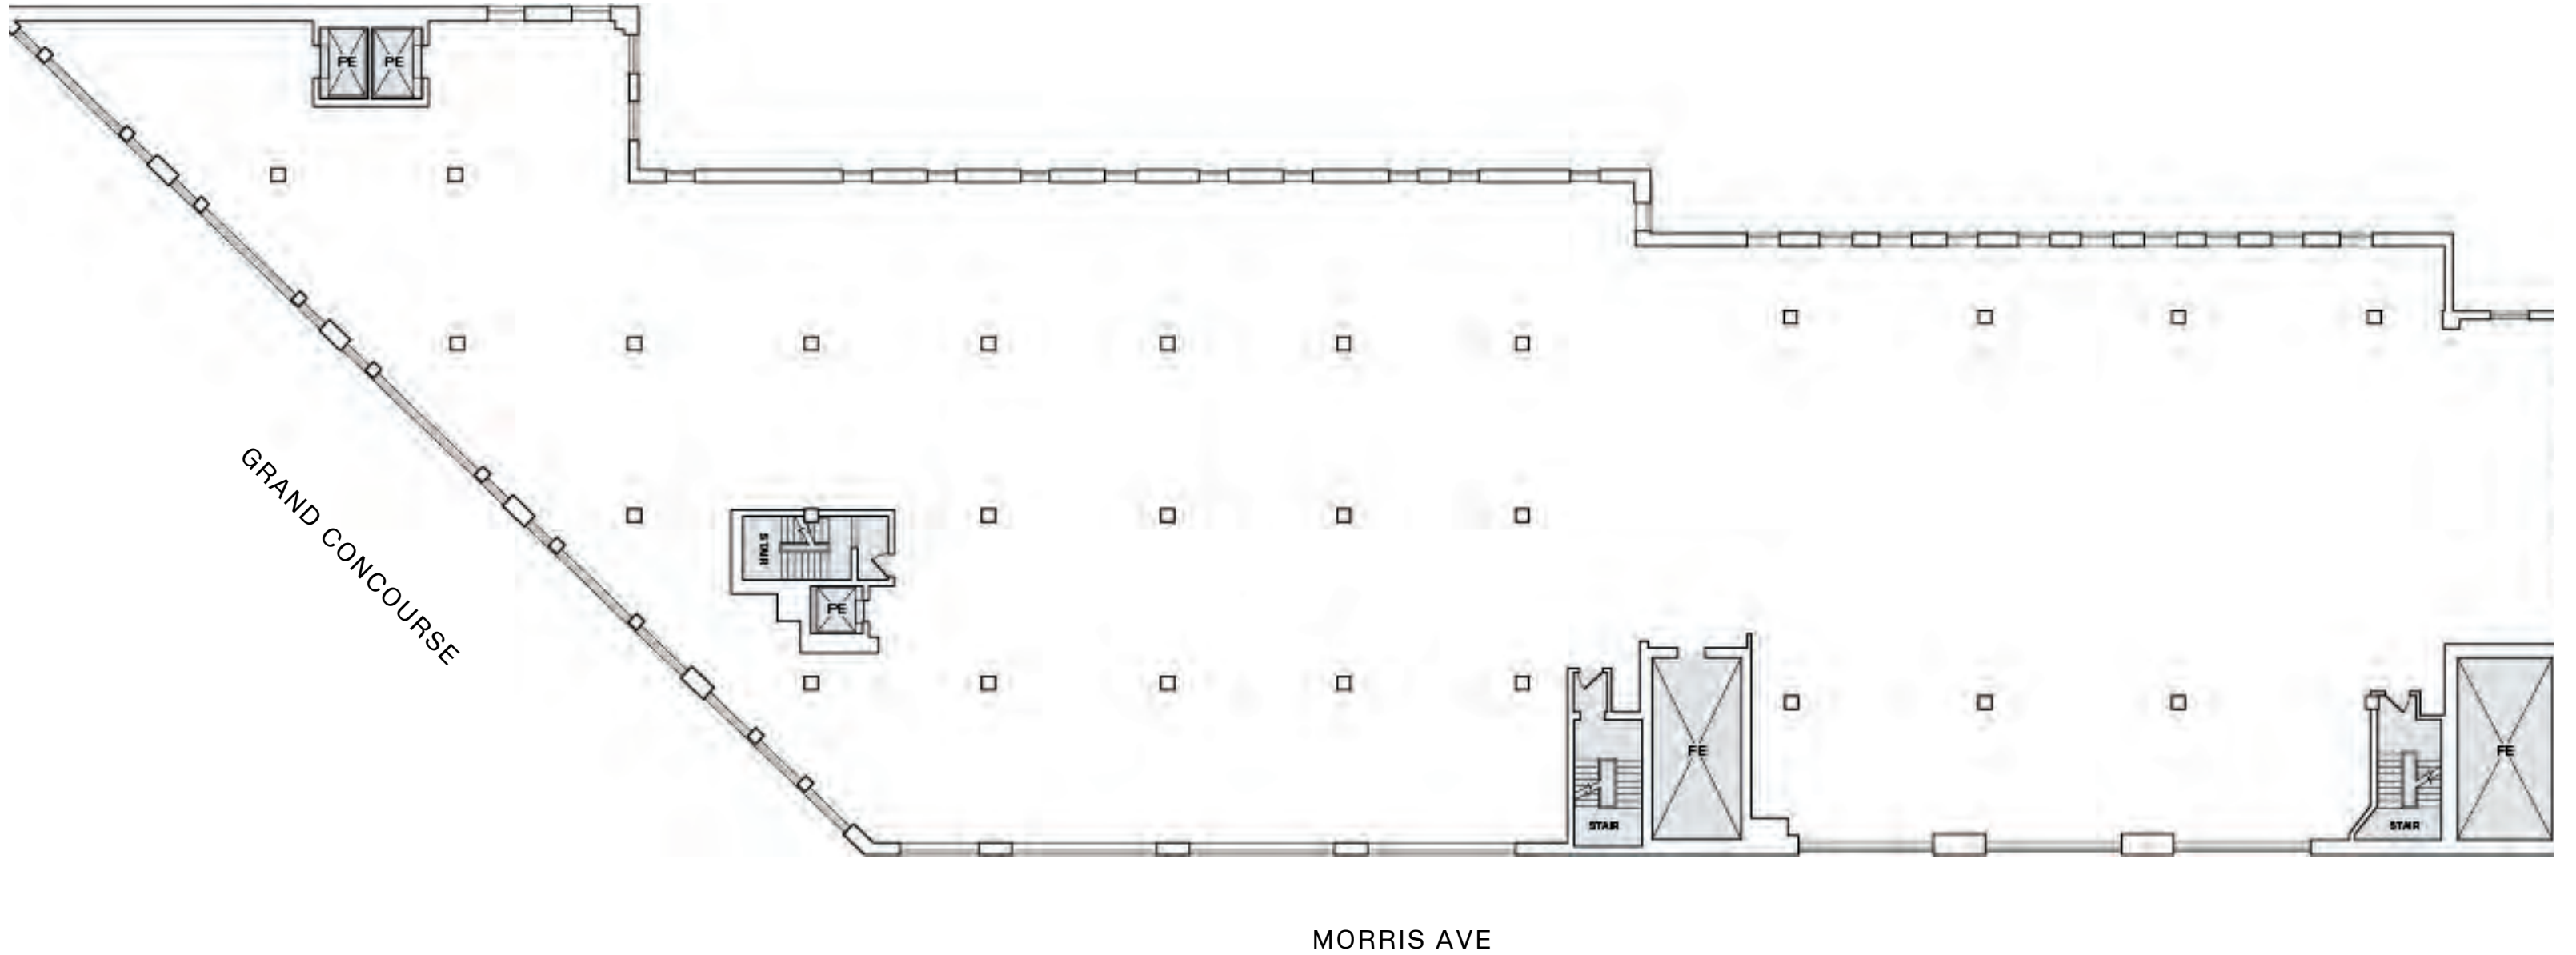 PE PE
GRAND CONCOURSE
STAIR
PE
FE
FE
STAIR
STAIR
MORRIS AVE